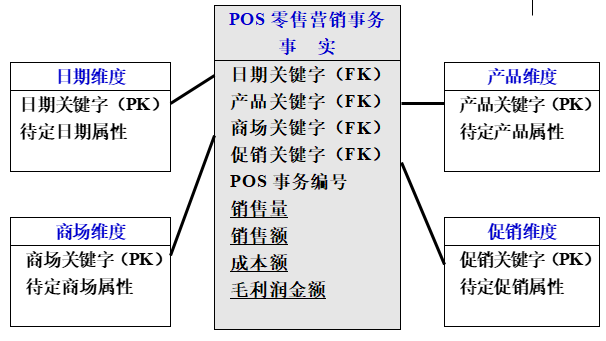 POS 零售营销事务
事 实
日期关键字（FK）
产品关键字（FK）
商场关键字（FK）
促销关键字（FK）
POS 事务编号
销售量
销售额
成本额
毛利润金额
日期维度
日期关键字（PK）
待定日期属性
商场维度
商场关键字（PK）
待定商场属性
产品维度
产品关键字（PK）
待定产品属性
促销维度
促销关键字（PK）
待定促销属性